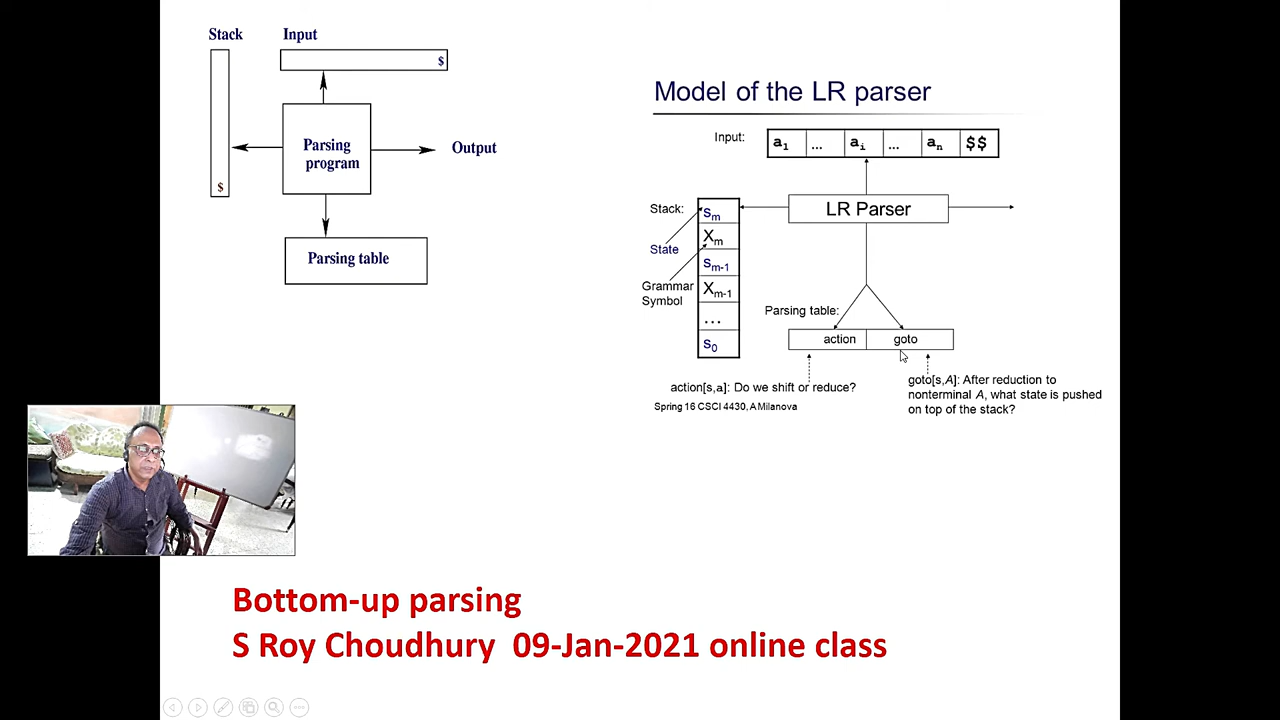 Stack
Input
$
Parsing
program
Output
$
Parsing table
Model of the LR parser
Input:
a1 ... ai ... an $$
LR Parser
Stack:
sm
State
Xm
sm-1
Grammar
Symbol
Xm-1
...
s0
Parsing table:
action goto
action[s,a]: Do we shift or reduce?
goto[s,A]: After reduction to
nonterminal A, what state is pushed
on top of the stack?
Spring 16 CSCI 4430, A Milanova
Bottom-up parsing
S Roy Choudhury 09-Jan-2021 online class